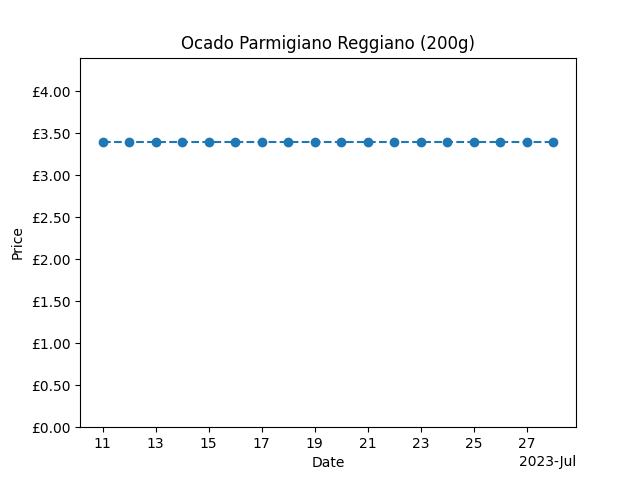 Ocado Parmigiano Reggiano (200g)
£4.00
£3.50
£3.00
£2.50
£2.00
£1.50
£1.00
£0.50
£0.00
Price
11 13 15 17 19 21 23 25 27
Date
2023-Jul